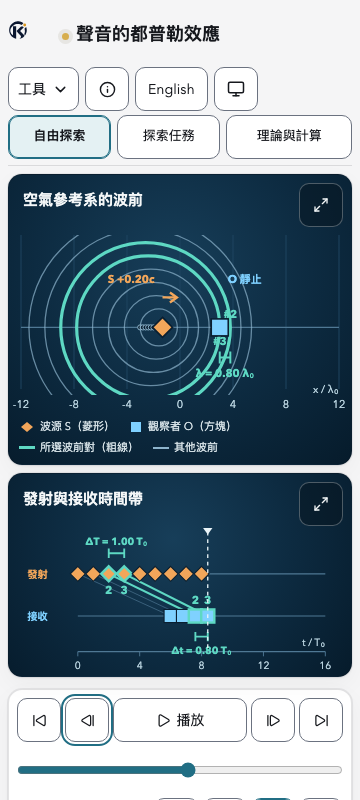 聲音的都普勒效應
工具
English
自由探索
探索任務
理論與計算
空氣參考系的波前
S +0.20c
O 靜止
#2
#3
λ = 0.80 λ₀
x / λ₀
-12 -8 -4 0 4 8 12
波源 S（菱形） 觀察者 O（方塊）
所選波前對（粗線） 其他波前
發射與接收時間帶
ΔT = 1.00 T₀
發射
2 3
2 3
接收
t / T₀
Δt = 0.80 T₀
0 4 8 12 16
播放